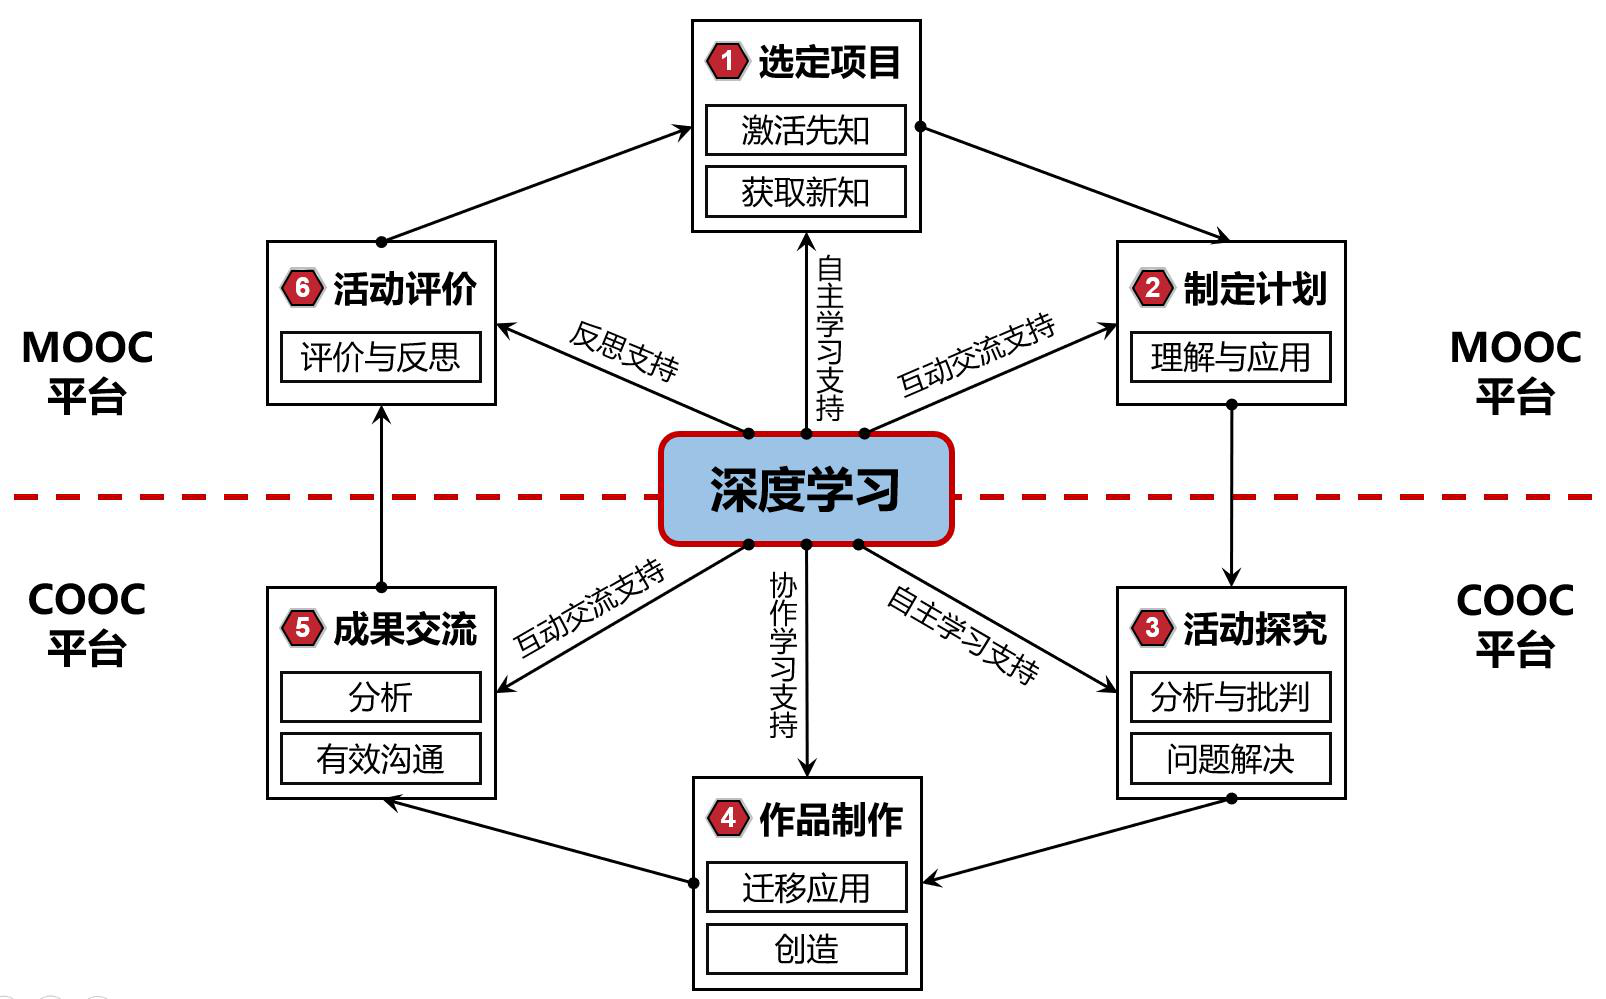 1 选定项目
激活先知
获取新知
6 活动评价
评价与反思
2 制定计划
理解与应用
MOOC
平台
MOOC
平台
反思支持
自主学习支持
互动交流支持
深度学习
COOC
平台
COOC
平台
互动交流支持
协作学习支持
自主学习支持
5 成果交流
分析
有效沟通
3 活动探究
分析与批判
问题解决
4 作品制作
迁移应用
创造